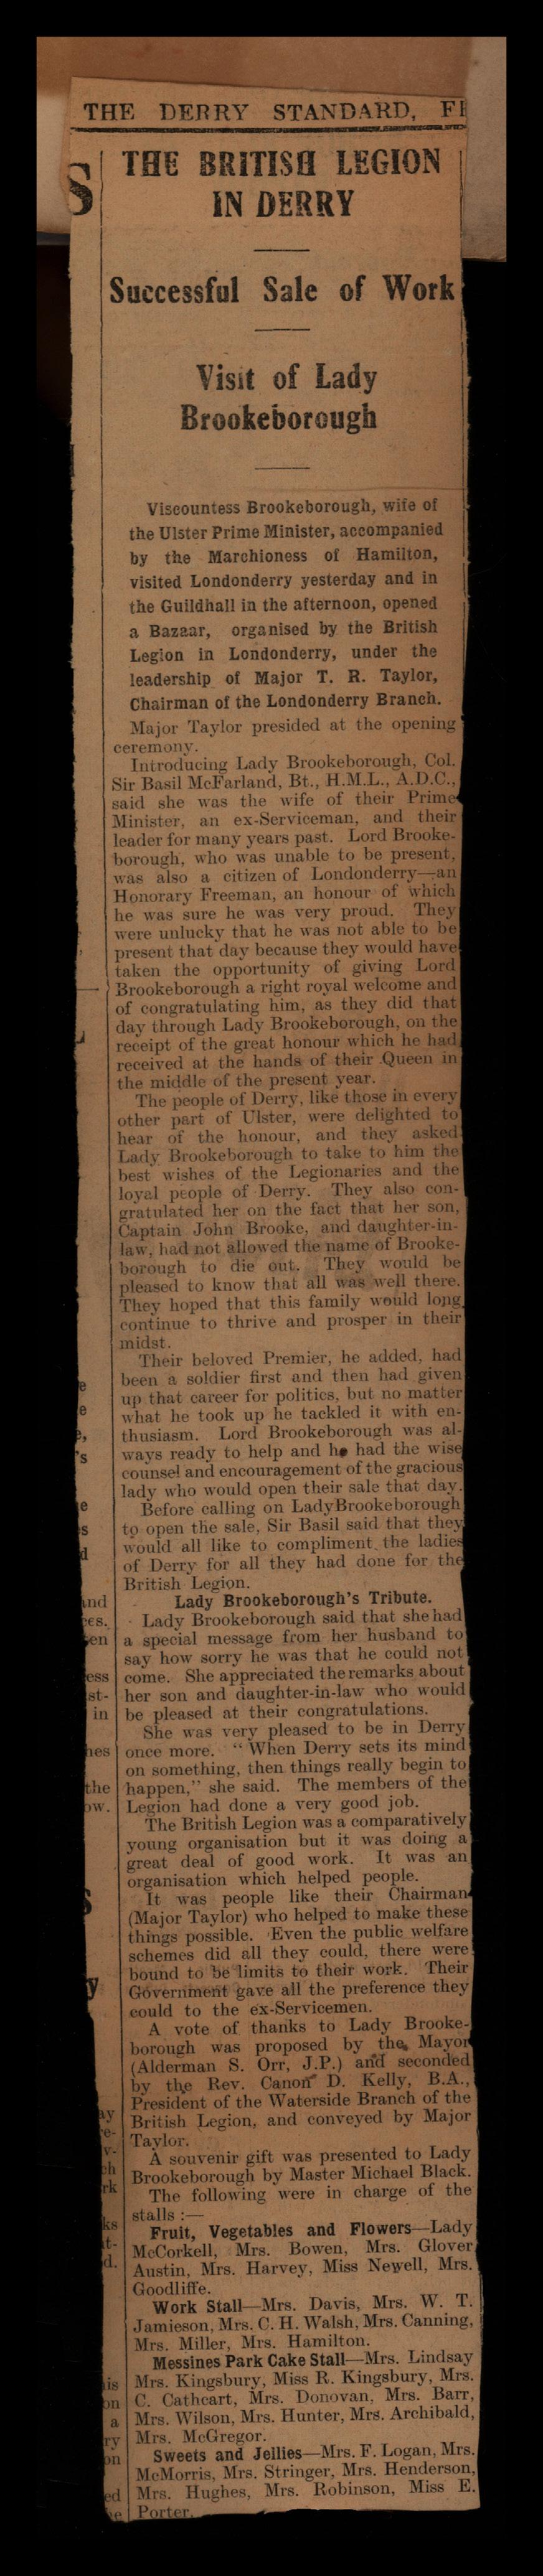 THE DERRY STANDARD,
THE BRITISH LEGION
IN DERRY
Successful Sale of Work
Visit of Lady
Brookeborough
Viscountess Brookeborough, wife of
the Ulster Prime Minister, accompanied
by the Marchioness of Hamilton,
visited Londonderry yesterday and in
the Guildhall in the afternoon, opened
a Bazaar, organised by the British
Legion in Londonderry, under the
leadership of Major T. R. Taylor,
Chairman of the Londonderry Branch.
Major Taylor presided at the opening
ceremony.
Introducing Lady Brookeborough, Col.
Sir Basil McFarland, Bt., H.M.L., A.D.C.,
said she was the wife of their Prime
Minister, an ex-Serviceman, and their
leader for many years past. Lord Brooke-
borough, who was unable to be present,
was also a citizen of Londonderry—an
Honorary Freeman, an honour of which
he was sure he was very proud. They
were unlucky that he was not able to be
present that day because they would have
taken the opportunity of giving Lord
Brookeborough a right royal welcome and
of congratulating him, as they did that
day through Lady Brookeborough, on the
receipt of the great honour which he had
received at the hands of their Queen in
the middle of the present year.
The people of Derry, like those in every
other part of Ulster, were delighted to
hear of the honour, and they asked
Lady Brookeborough to take to him the
best wishes of the Legionaries and the
loyal people of Derry. They also con-
gratulated her on the fact that her son,
Captain John Brooke, and daughter-in-
law, had not allowed the name of Brooke-
borough to die out. They would be
pleased to know that all was well there.
They hoped that this family would long
continue to thrive and prosper in their
midst.
Their beloved Premier, he added, had
been a soldier first and then had given
up that career for politics, but no matter
what he took up he tackled it with en-
thusiasm. Lord Brookeborough was al-
ways ready to help and he had the wise
counsel and encouragement of the gracious
lady who would open their sale that day.
Before calling on Lady Brookeborough
to open the sale, Sir Basil said that they
would all like to compliment the ladies
of Derry for all they had done for the
British Legion.
Lady Brookeborough's Tribute.
Lady Brookeborough said that she had
a special message from her husband to
say how sorry he was that he could not
come. She appreciated the remarks about
her son and daughter-in-law who would
be pleased at their congratulations.
She was very pleased to be in Derry
once more. "When Derry sets its mind
on something, then things really begin to
happen," she said. The members of the
Legion had done a very good job.
The British Legion was a comparatively
young organisation but it was doing a
great deal of good work. It was an
organisation which helped people.
It was people like their Chairman
(Major Taylor) who helped to make these
things possible. Even the public welfare
schemes did all they could, there were
bound to be limits to their work. Their
Government gave all the preference they
could to the ex-Servicemen.
A vote of thanks to Lady Brooke-
borough was proposed by the Mayor
(Alderman S. Orr, J.P.) and seconded
by the Rev. Canon D. Kelly, B.A.,
President of the Waterside Branch of the
British Legion, and conveyed by Major
Taylor.
A souvenir gift was presented to Lady
Brookeborough by Master Michael Black.
The following were in charge of the
stalls :—
Fruit, Vegetables and Flowers—Lady
McCorkell, Mrs. Bowen, Mrs. Glover
Austin, Mrs. Harvey, Miss Newell, Mrs.
Goodliffe.
Work Stall—Mrs. Davis, Mrs. W. T.
Jamieson, Mrs. C. H. Walsh, Mrs. Canning,
Mrs. Miller, Mrs. Hamilton.
Messines Park Cake Stall—Mrs. Lindsay
Mrs. Kingsbury, Miss R. Kingsbury, Mrs.
C. Cathcart, Mrs. Donovan, Mrs. Barr,
Mrs. Wilson, Mrs. Hunter, Mrs. Archibald,
Mrs. McGregor.
Sweets and Jellies—Mrs. F. Logan, Mrs.
McMorris, Mrs. Stringer, Mrs. Henderson,
Mrs. Hughes, Mrs. Robinson, Miss E.
Porter.